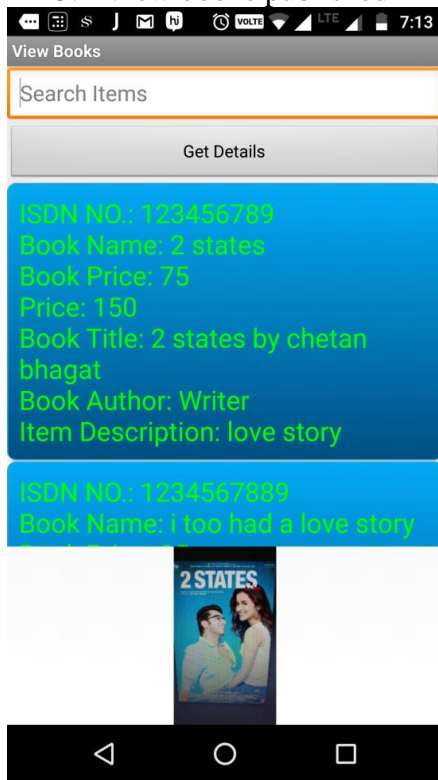 VOLTE LTE 7:13
View Books
Search Items
Get Details
ISDN NO.: 123456789
Book Name: 2 states
Book Price: 75
Price: 150
Book Title: 2 states by chetan
bhagat
Book Author: Writer
Item Description: love story
ISDN NO.: 1234567889
Book Name: i too had a love story
2 STATES